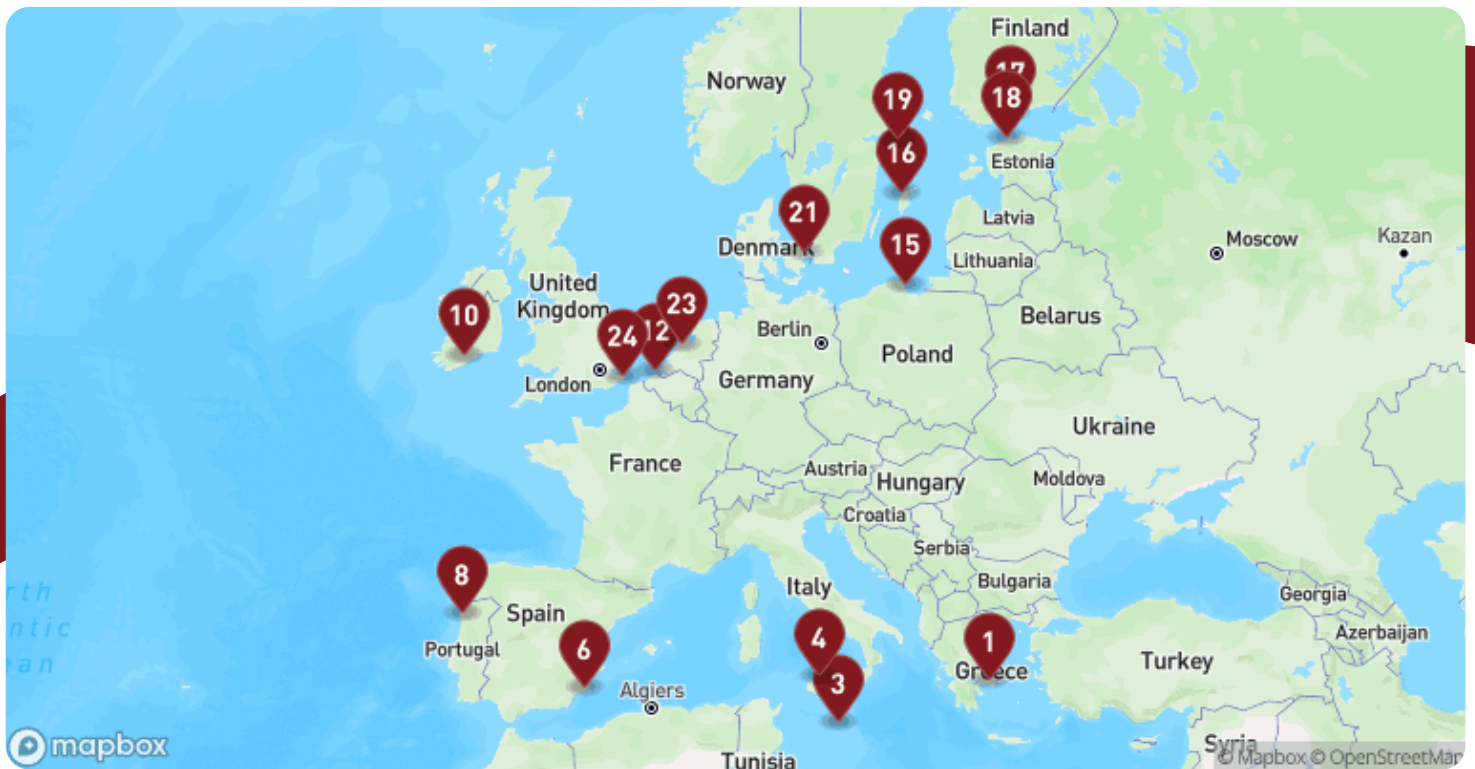 Finland
Norway
17
18
19
16
Estonia
21
Latvia
Denmark
15
Moscow
Kazan
Lithuania
United
Kingdom
10
23
24
12
Berlin
Belarus
Poland
London
Germany
Ukraine
France
Austria
Hungary
Moldova
Croatia
Serbia
8
Italy
Bulgaria
Spain
Georgia
Portugal
6
4
1
Greece
Azerbaijan
3
Turkey
Algiers
mapbox
Tunisia
Syria
© Mapbox © OpenStreetMap